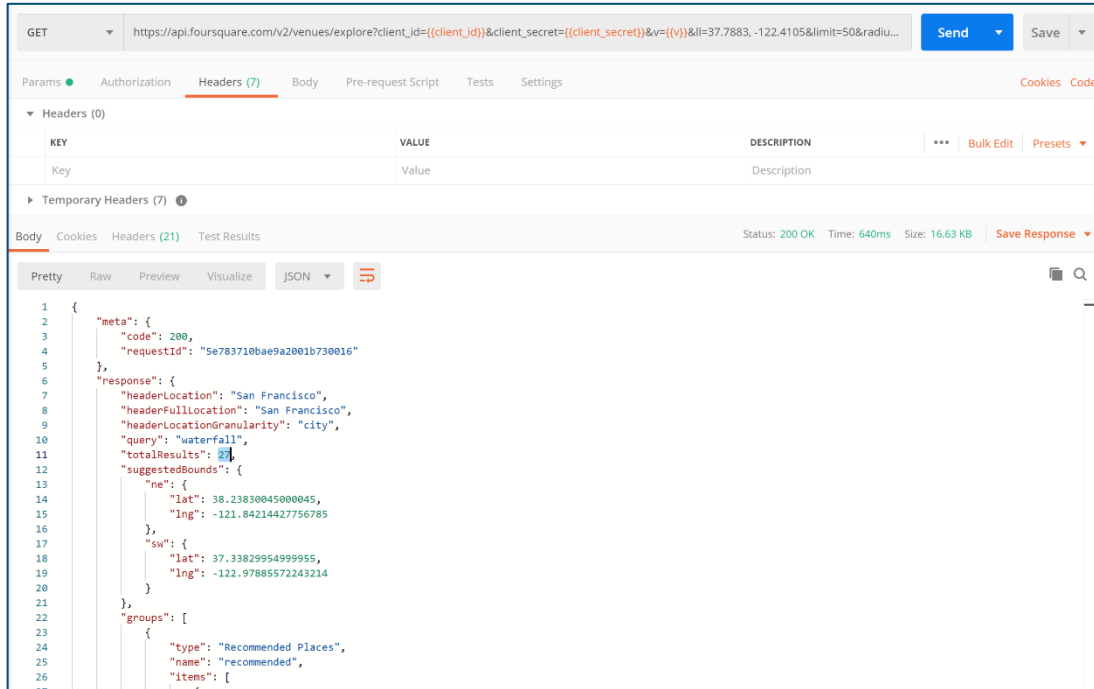 GET https://api.foursquare.com/v2/venues/explore?client_id={{client_id}}&client_secret={{client_secret}}&v={{v}}&ll=37.7883, -122.4105&limit=50&radiu... Send Save
Params Authorization Headers (7) Body Pre-request Script Tests Settings Cookies Code
Headers (0)
KEY VALUE DESCRIPTION ••• Bulk Edit Presets
Key Value Description
Temporary Headers (7)
Body Cookies Headers (21) Test Results Status: 200 OK Time: 640ms Size: 16.63 KB Save Response
Pretty Raw Preview Visualize JSON
1 {
2 "meta": {
3 "code": 200,
4 "requestId": "5e783710bae9a2001b730016"
5 },
6 "response": {
7 "headerLocation": "San Francisco",
8 "headerFullLocation": "San Francisco",
9 "headerLocationGranularity": "city",
10 "query": "waterfall",
11 "totalResults": 27,
12 "suggestedBounds": {
13 "ne": {
14 "lat": 38.23830045000045,
15 "lng": -121.84214427756785
16 },
17 "sw": {
18 "lat": 37.33829954999955,
19 "lng": -122.97885572243214
20 }
21 },
22 "groups": [
23 {
24 "type": "Recommended Places",
25 "name": "recommended",
26 "items": [